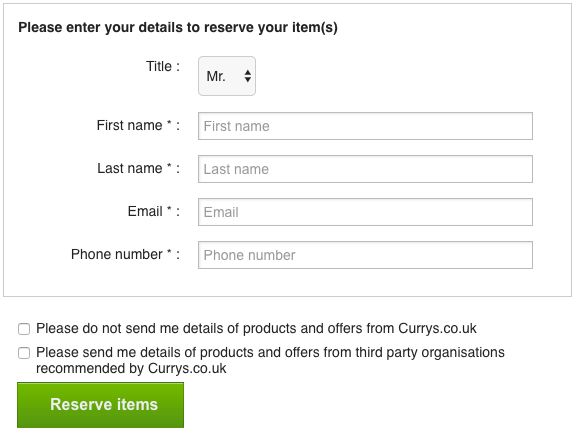 Please enter your details to reserve your item(s)
Title :
Mr.
First name * :
First name
Last name * :
Last name
Email * :
Email
Phone number * :
Phone number
Please do not send me details of products and offers from Currys.co.uk
Please send me details of products and offers from third party organisations
recommended by Currys.co.uk
Reserve items